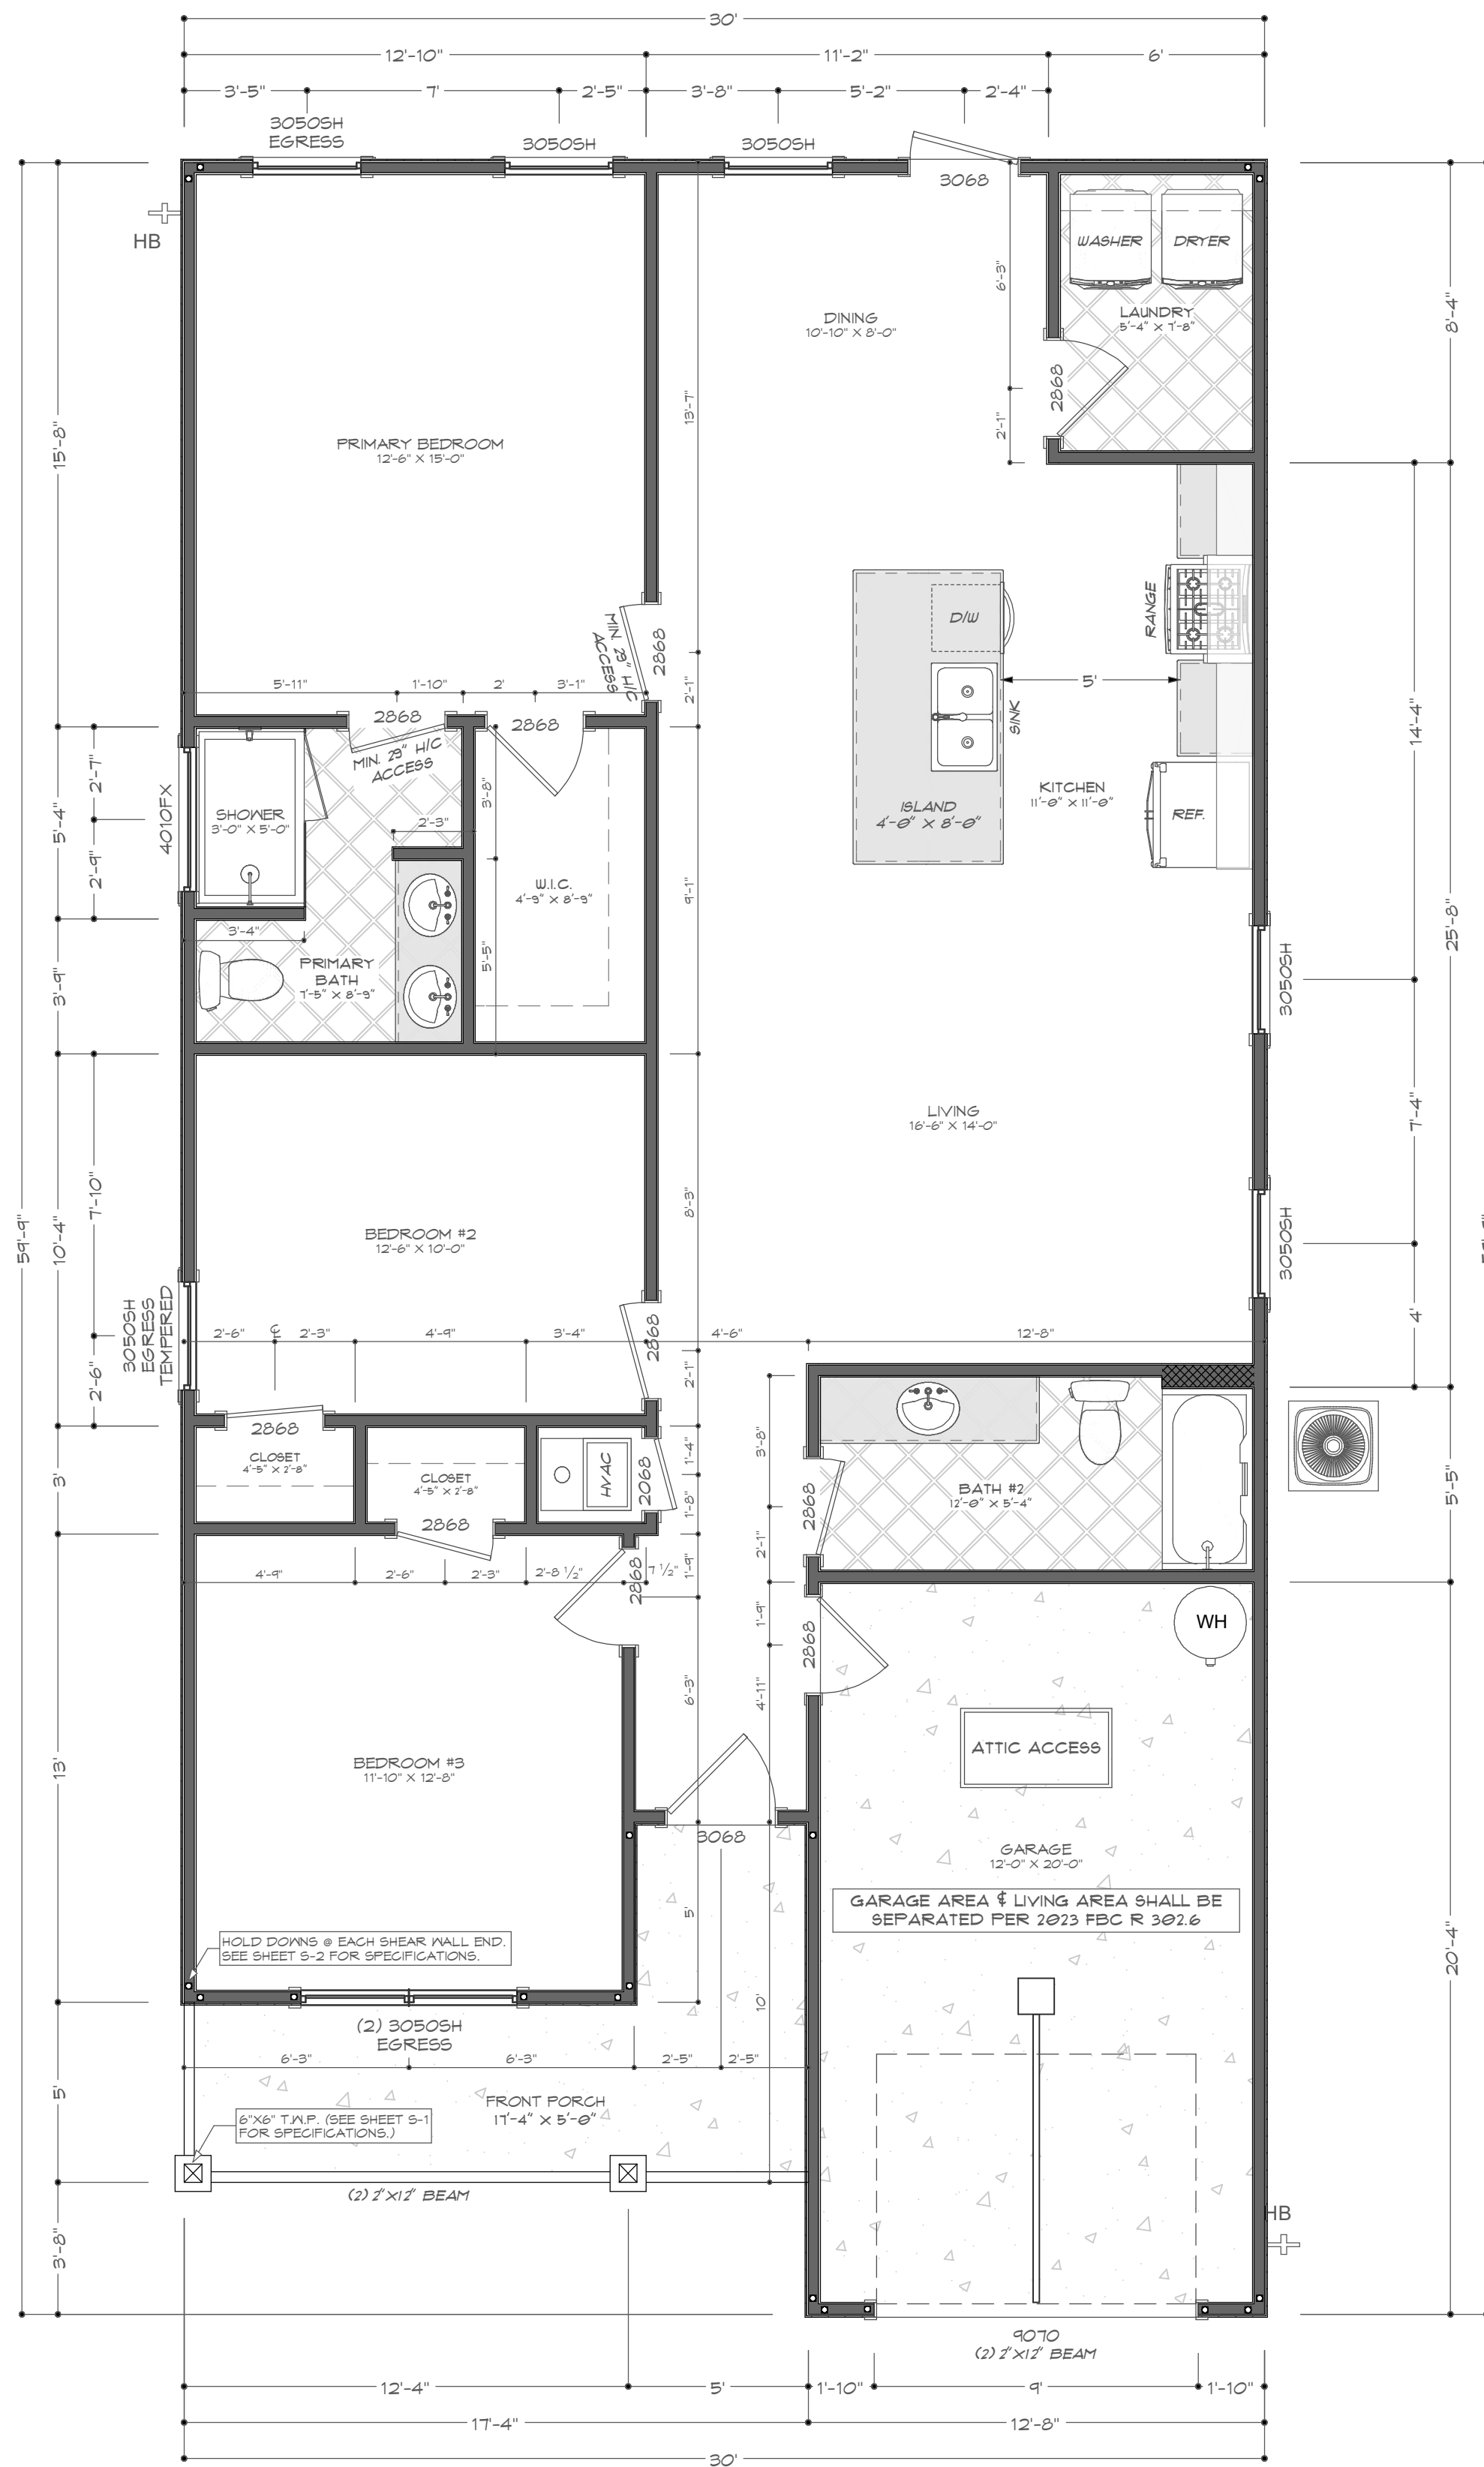 30'
12'-10" 11'-2" 6'
3'-5" 7' 2'-5" 3'-8" 5'-2" 2'-4"
3050SH
EGRESS
3050SH
3050SH
3068
HB
WASHER
DRYER
LAUNDRY
5'-4" X 7'-8"
DINING
10'-10" X 8'-0"
6'-3"
2'-1"
2868
8'-4"
15'-8"
13'-7"
PRIMARY BEDROOM
12'-6" X 15'-0"
MIN. 29" H/C
ACCESS
2868
2'-1"
5'-11" 1'-10" 2' 3'-1"
2868
2868
MIN. 29" H/C
ACCESS
D/W
SINK
5'
RANGE
ISLAND
4'-0" X 8'-0"
KITCHEN
11'-0" X 11'-0"
REF.
14'-4"
25'-8"
2'-7"
5'-4"
2'-9"
4010FX
SHOWER
3'-0" X 5'-0"
2'-3"
3'-8"
W.I.C.
4'-9" X 8'-9"
9'-1"
3'-4"
5'-5"
PRIMARY
BATH
7'-5" X 8'-9"
3'-9"
3050SH
7'-4"
LIVING
16'-6" X 14'-0"
8'-3"
BEDROOM #2
12'-6" X 10'-0"
59'-9"
10'-4"
7'-10"
2'-6"
3050SH
EGRESS
TEMPERED
3050SH
4'
2'-6" ℄ 2'-3" 4'-9" 3'-4" 4'-6" 12'-8"
2868
2'-1"
2868
CLOSET
4'-5" X 2'-8"
CLOSET
4'-5" X 2'-8"
2868
HVAC
2068
1'-4"
1'-8"
3'
3'-8"
2868
2'-1"
BATH #2
12'-0" X 5'-4"
5'-5"
4'-9" 2'-6" 2'-3" 2'-8 1/2" 7 1/2"
2868
1'-9"
1'-9"
2868
WH
6'-3"
4'-11"
ATTIC ACCESS
13'
BEDROOM #3
11'-10" X 12'-8"
3068
GARAGE
12'-0" X 20'-0"
GARAGE AREA & LIVING AREA SHALL BE
SEPARATED PER 2023 FBC R 302.6
5'
10'
20'-4"
HOLD DOWNS @ EACH SHEAR WALL END.
SEE SHEET S-2 FOR SPECIFICATIONS.
(2) 3050SH
EGRESS
6'-3" 6'-3" 2'-5" 2'-5"
5'
FRONT PORCH
17'-4" X 5'-0"
6"X6" T.W.P. (SEE SHEET S-1
FOR SPECIFICATIONS.)
(2) 2"X12" BEAM
3'-8"
HB
9070
(2) 2"X12" BEAM
12'-4" 5' 1'-10" 9' 1'-10"
17'-4" 12'-8"
30'